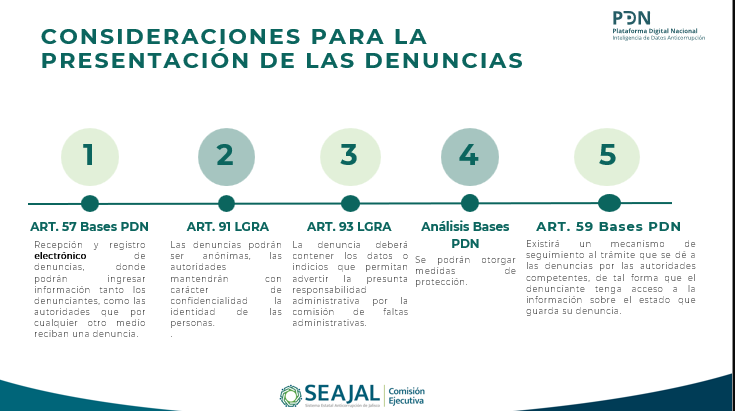 CONSIDERACIONES PARA LA
PRESENTACIÓN DE LAS DENUNCIAS
PDN
Plataforma Digital Nacional
Inteligencia de Datos Anticorrupción
1
2
3
4
5
ART. 57 Bases PDN
Recepción y registro
electrónico de
denuncias, donde
podrán ingresar
información tanto los
denunciantes, como las
autoridades que por
cualquier otro medio
reciban una denuncia.
ART. 91 LGRA
Las denuncias podrán
ser anónimas, las
autoridades
mantendrán con
carácter de
confidencialidad la
identidad de las
personas.
.
ART. 93 LGRA
La denuncia deberá
contener los datos o
indicios que permitan
advertir la presunta
responsabilidad
administrativa por la
comisión de faltas
administrativas.
Análisis Bases
PDN
Se podrán otorgar
medidas de
protección.
ART. 59 Bases PDN
Existirá un mecanismo de
seguimiento al trámite que se dé a
las denuncias por las autoridades
competentes, de tal forma que el
denunciante tenga acceso a la
información sobre el estado que
guarda su denuncia.
SEAJAL
Sistema Estatal Anticorrupción de Jalisco
Comisión
Ejecutiva